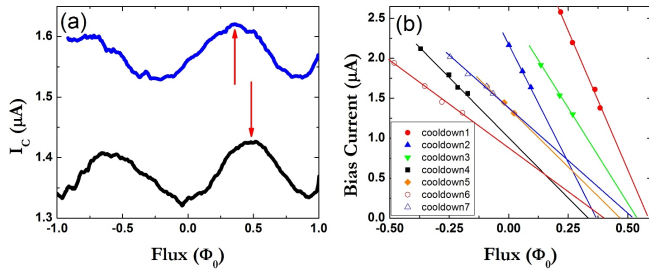 (a)
1.6
1.5
1.4
1.3
I_C (μA)
-1.0
-0.5
0.0
0.5
1.0
Flux (Φ_0)
(b)
2.5
2.0
1.5
1.0
0.5
0.0
Bias Current (μA)
cooldown1
cooldown2
cooldown3
cooldown4
cooldown5
cooldown6
cooldown7
-0.50
-0.25
0.00
0.25
0.50
Flux (Φ_0)